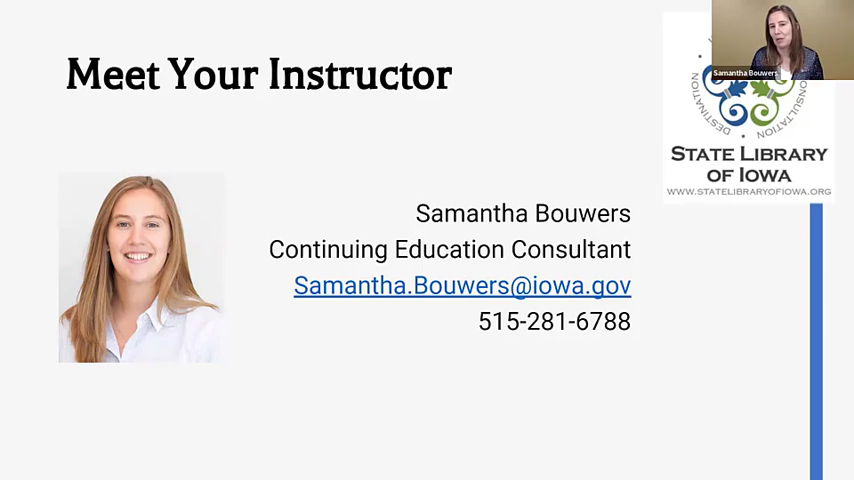 Meet Your Instructor
Samantha Bouwers
DESTINATION
CONSULTATION
STATE LIBRARY
OF IOWA
WWW.STATELIBRARYOFIOWA.ORG
Samantha Bouwers
Continuing Education Consultant
Samantha.Bouwers@iowa.gov
515-281-6788